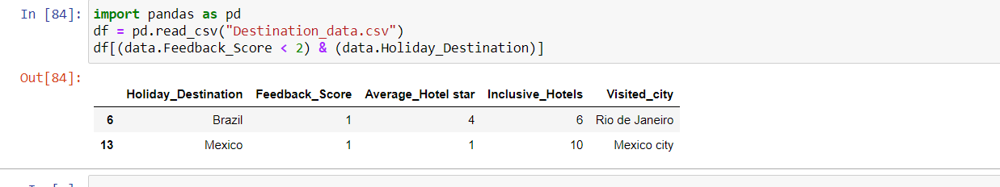 In [84]: import pandas as pd
df = pd.read_csv("Destination_data.csv")
df[(data.Feedback_Score < 2) & (data.Holiday_Destination)]
Out[84]:
Holiday_Destination Feedback_Score Average_Hotel star Inclusive_Hotels Visited_city
6 Brazil 1 4 6 Rio de Janeiro
13 Mexico 1 1 10 Mexico city